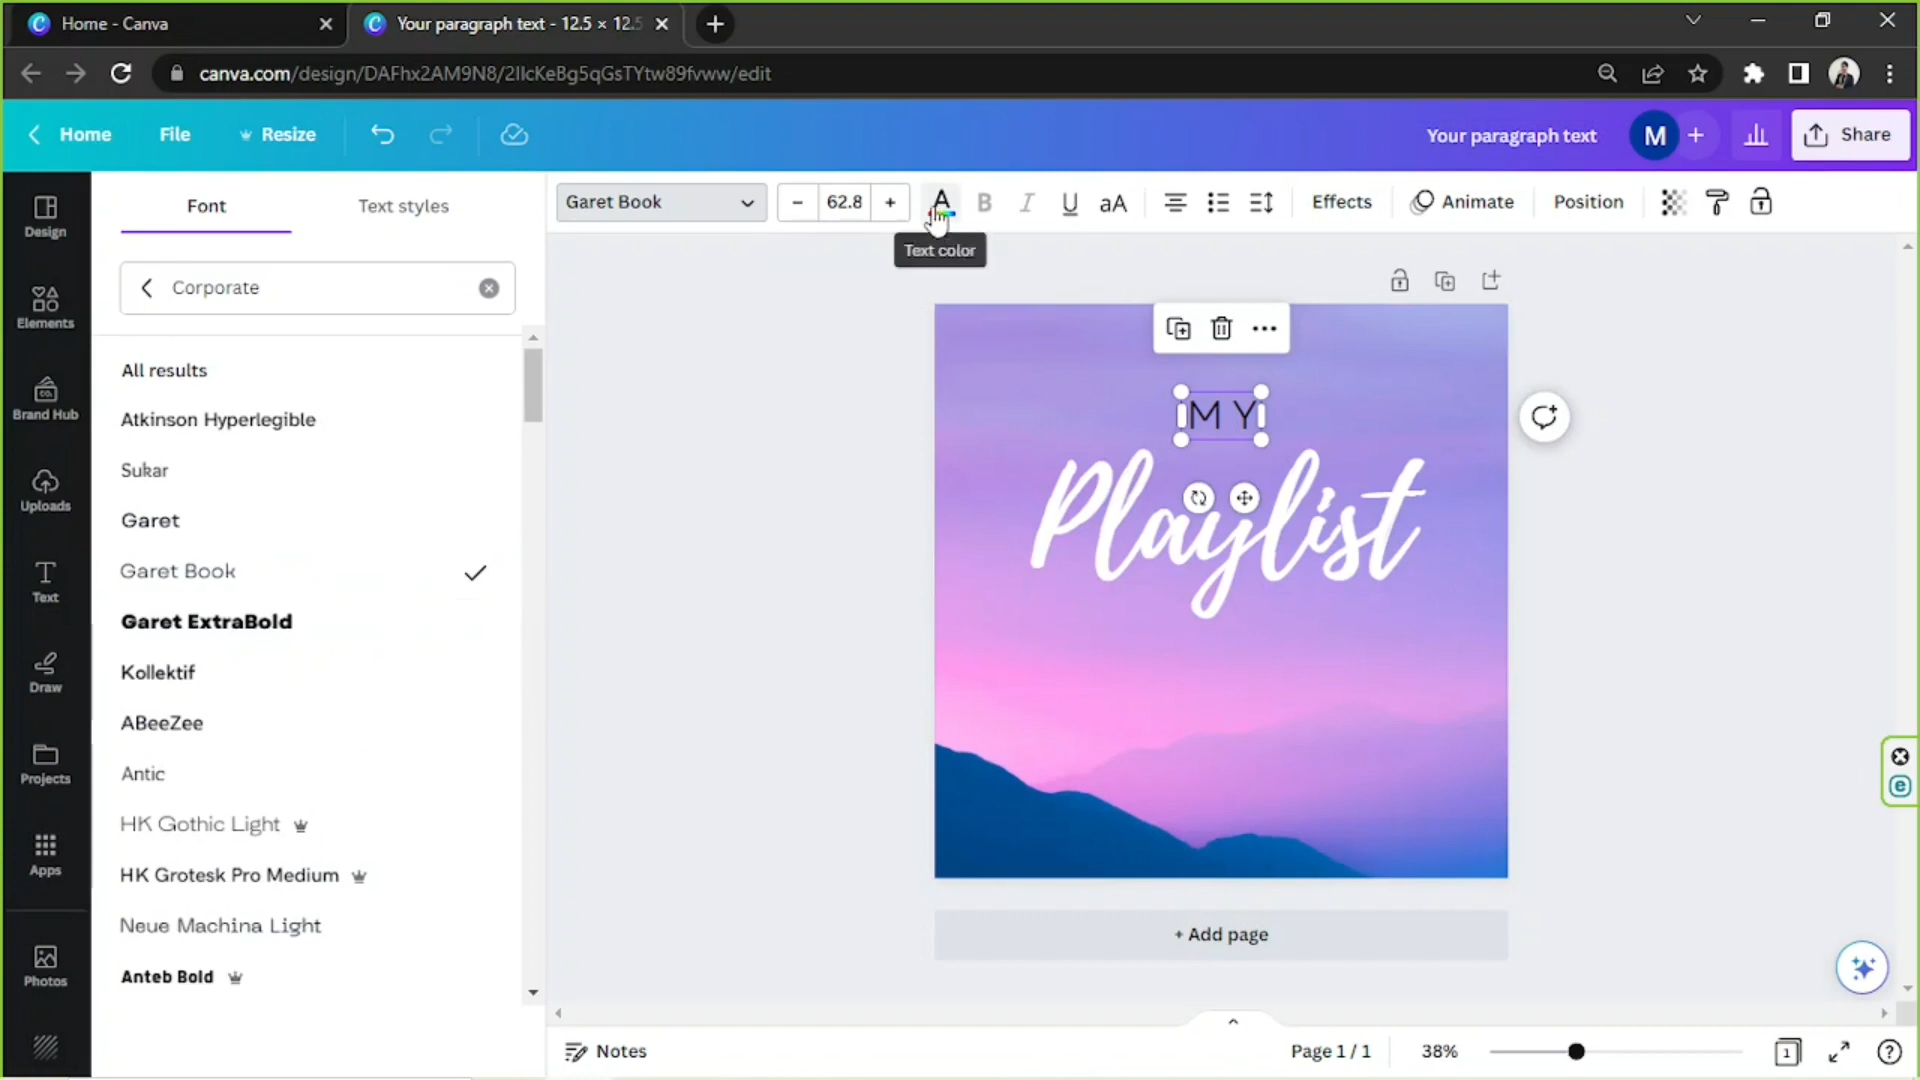 Home - Canva
Your paragraph text - 12.5 × 12.5
canva.com/design/DAFhx2AM9N8/2IIcKeBg5qGsTYtw89fvww/edit
Home
File
Resize
Your paragraph text
M
Share
Design
Elements
Brand Hub
Uploads
Text
Draw
Projects
Apps
Photos
Font
Text styles
Corporate
All results
Atkinson Hyperlegible
Sukar
Garet
Garet Book
Garet ExtraBold
Kollektif
ABeeZee
Antic
HK Gothic Light
HK Grotesk Pro Medium
Neue Machina Light
Anteb Bold
Garet Book
- 62.8 +
A B I U aA
Effects
Animate
Position
Text color
M Y
Playlist
+ Add page
Notes
Page 1 / 1
38%
1